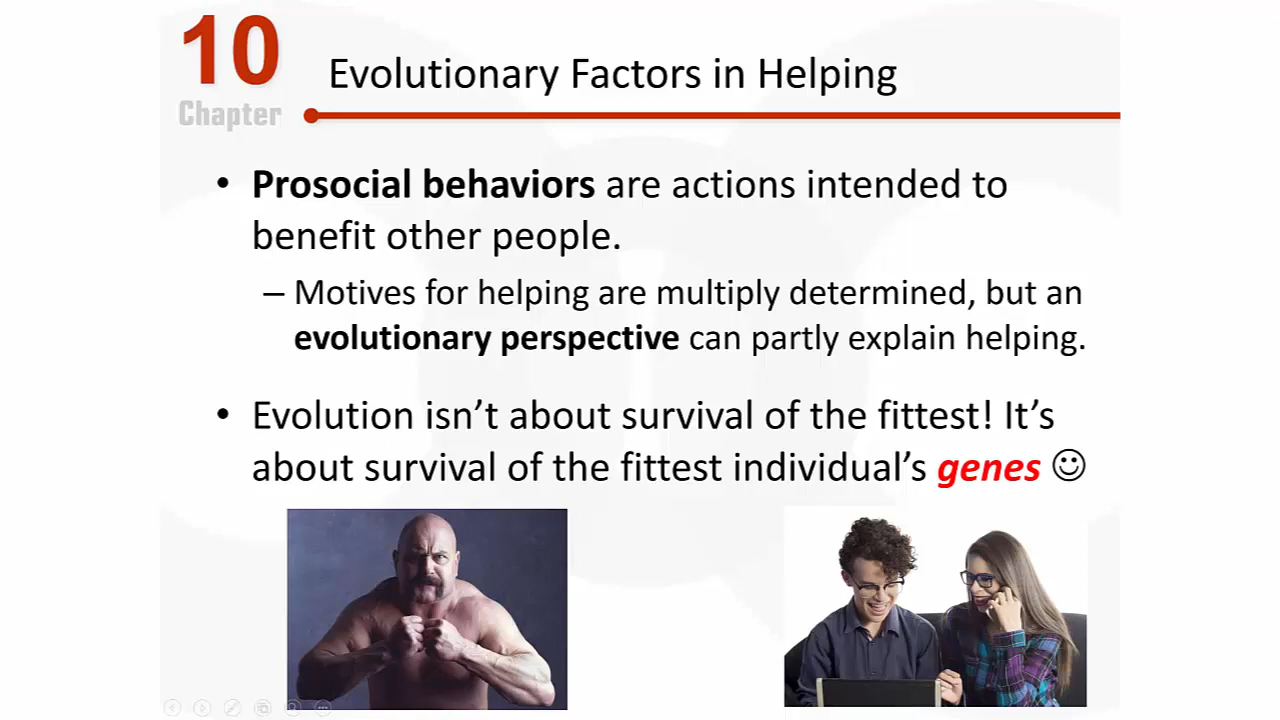 10
Chapter
Evolutionary Factors in Helping
• Prosocial behaviors are actions intended to
benefit other people.
– Motives for helping are multiply determined, but an
evolutionary perspective can partly explain helping.
• Evolution isn’t about survival of the fittest! It’s
about survival of the fittest individual’s genes ☺